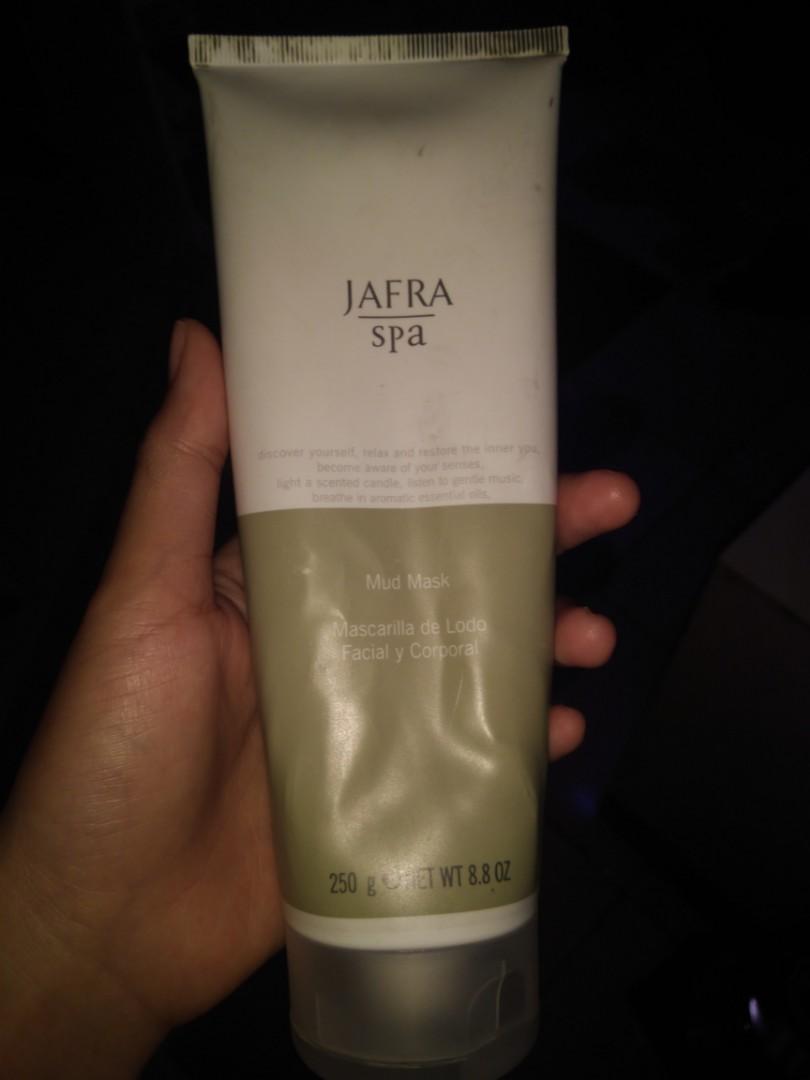 JAFRA
spa
discover yourself, relax and restore the inner you,
become aware of your senses,
light a scented candle, listen to gentle music,
breathe in aromatic essential oils.
Mud Mask
Mascarilla de Lodo
Facial y Corporal
250 g ℮ NET WT 8.8 OZ